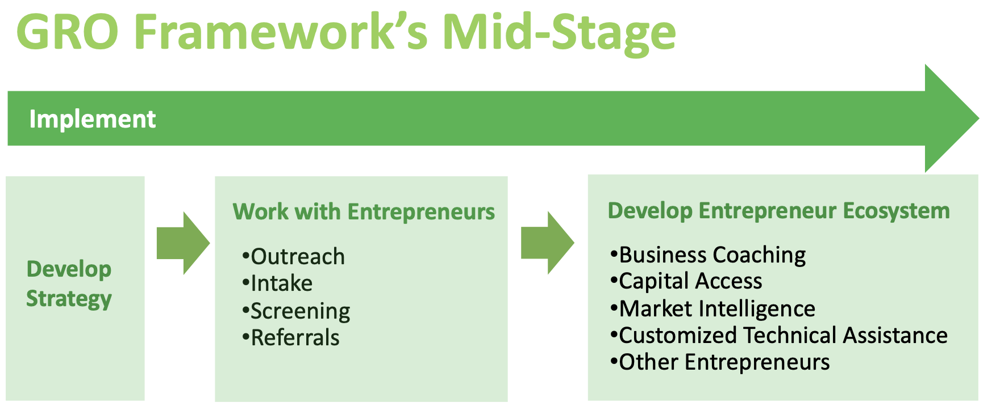 GRO Framework’s Mid-Stage
Implement
Develop
Strategy
Work with Entrepreneurs
•Outreach
•Intake
•Screening
•Referrals
Develop Entrepreneur Ecosystem
•Business Coaching
•Capital Access
•Market Intelligence
•Customized Technical Assistance
•Other Entrepreneurs